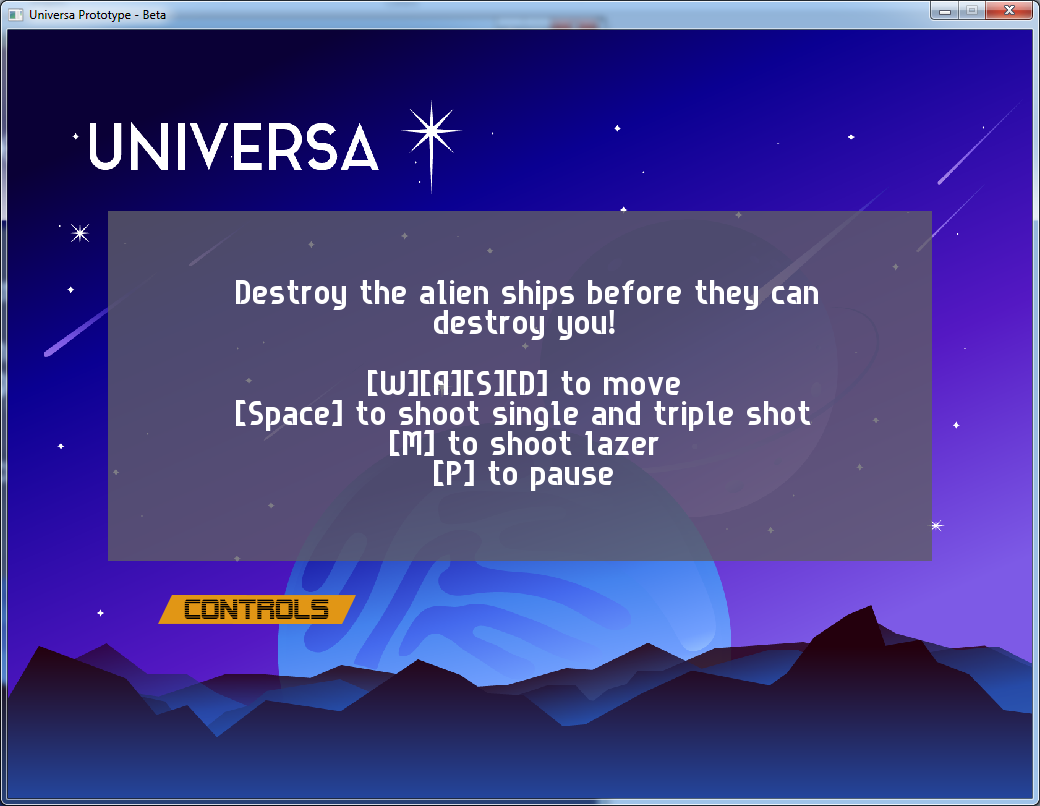 Universa Prototype - Beta
UNIVERSA
Destroy the alien ships before they can
destroy you!
[W][A][S][D] to move
[Space] to shoot single and triple shot
[M] to shoot lazer
[P] to pause
CONTROLS